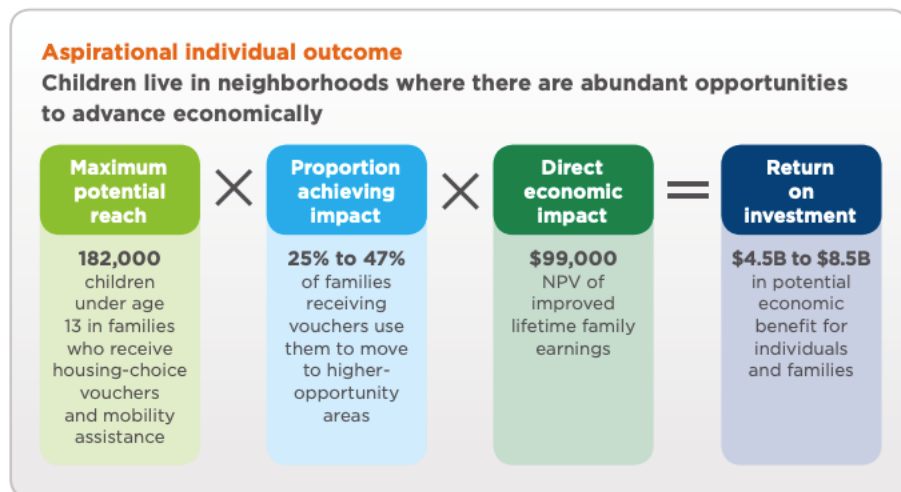 Aspirational individual outcome
Children live in neighborhoods where there are abundant opportunities
to advance economically
Maximum
potential
reach
×
Proportion
achieving
impact
×
Direct
economic
impact
=
Return
on
investment
182,000
children
under age
13 in families
who receive
housing-choice
vouchers
and mobility
assistance
25% to 47%
of families
receiving
vouchers use
them to move
to higher-
opportunity
areas
$99,000
NPV of
improved
lifetime family
earnings
$4.5B to $8.5B
in potential
economic
benefit for
individuals
and families